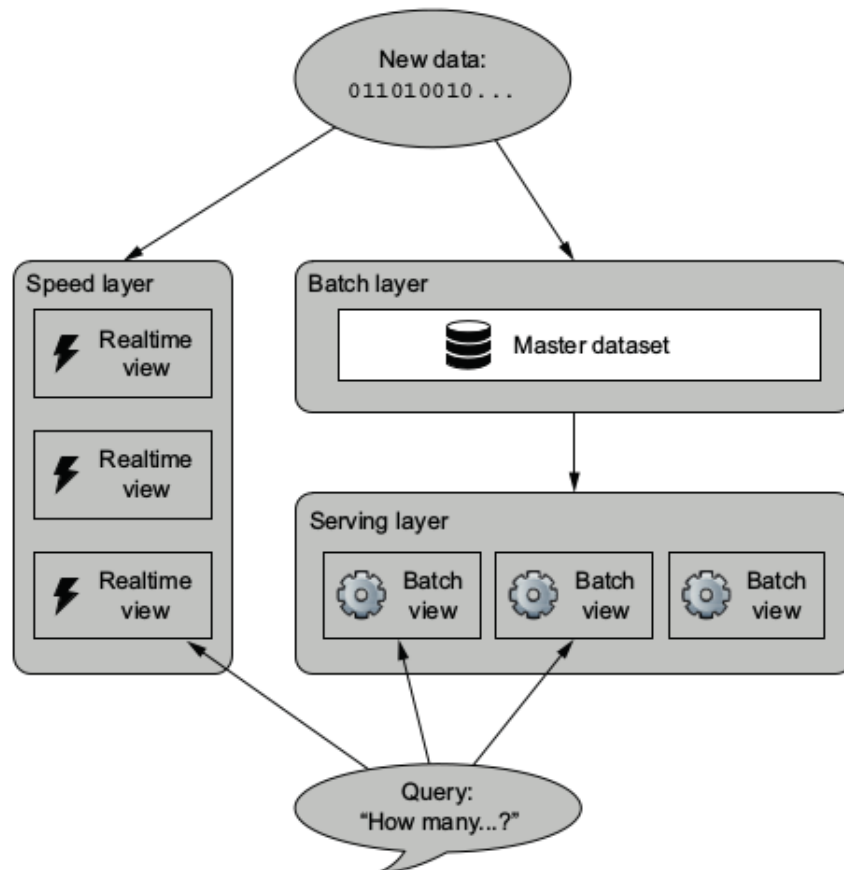 New data:
011010010...
Speed layer
Realtime
view
Realtime
view
Realtime
view
Batch layer
Master dataset
Serving layer
Batch
view
Batch
view
Batch
view
Query:
“How many...?”